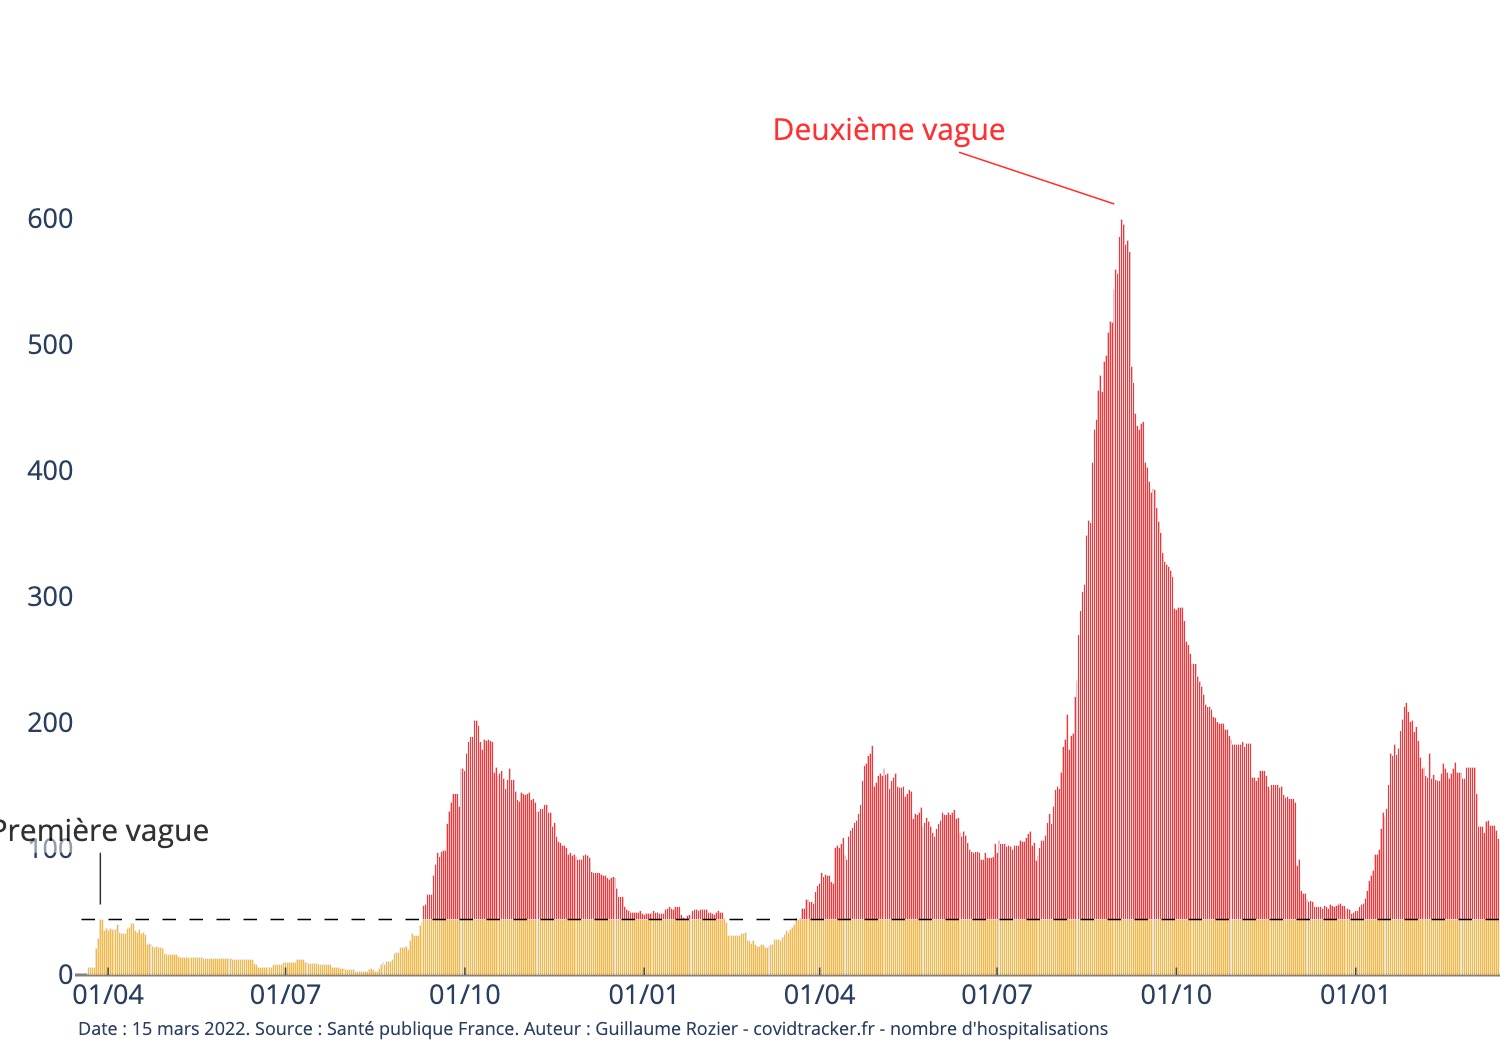 Deuxième vague
600
500
400
300
200
Première vague
100
0
01/04 01/07 01/10 01/01 01/04 01/07 01/10 01/01
Date : 15 mars 2022. Source : Santé publique France. Auteur : Guillaume Rozier - covidtracker.fr - nombre d'hospitalisations